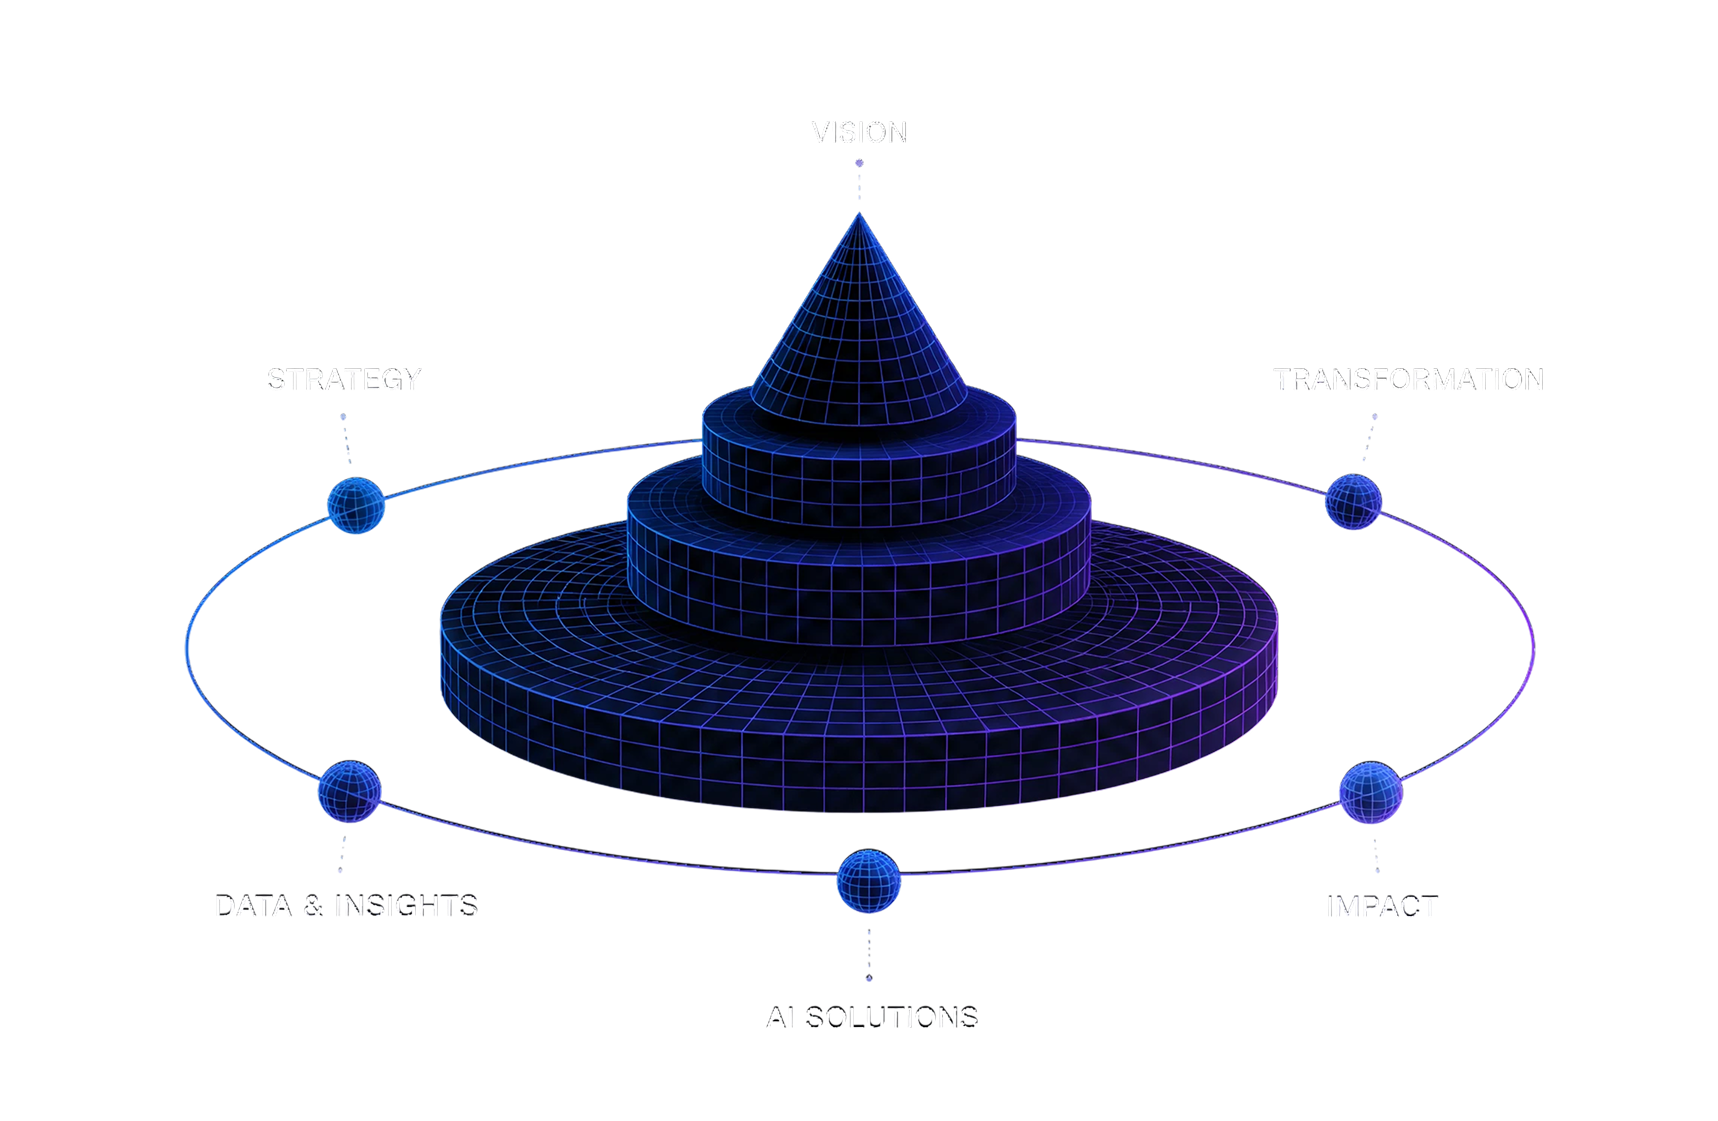 VISION
STRATEGY
TRANSFORMATION
DATA & INSIGHTS
IMPACT
AI SOLUTIONS